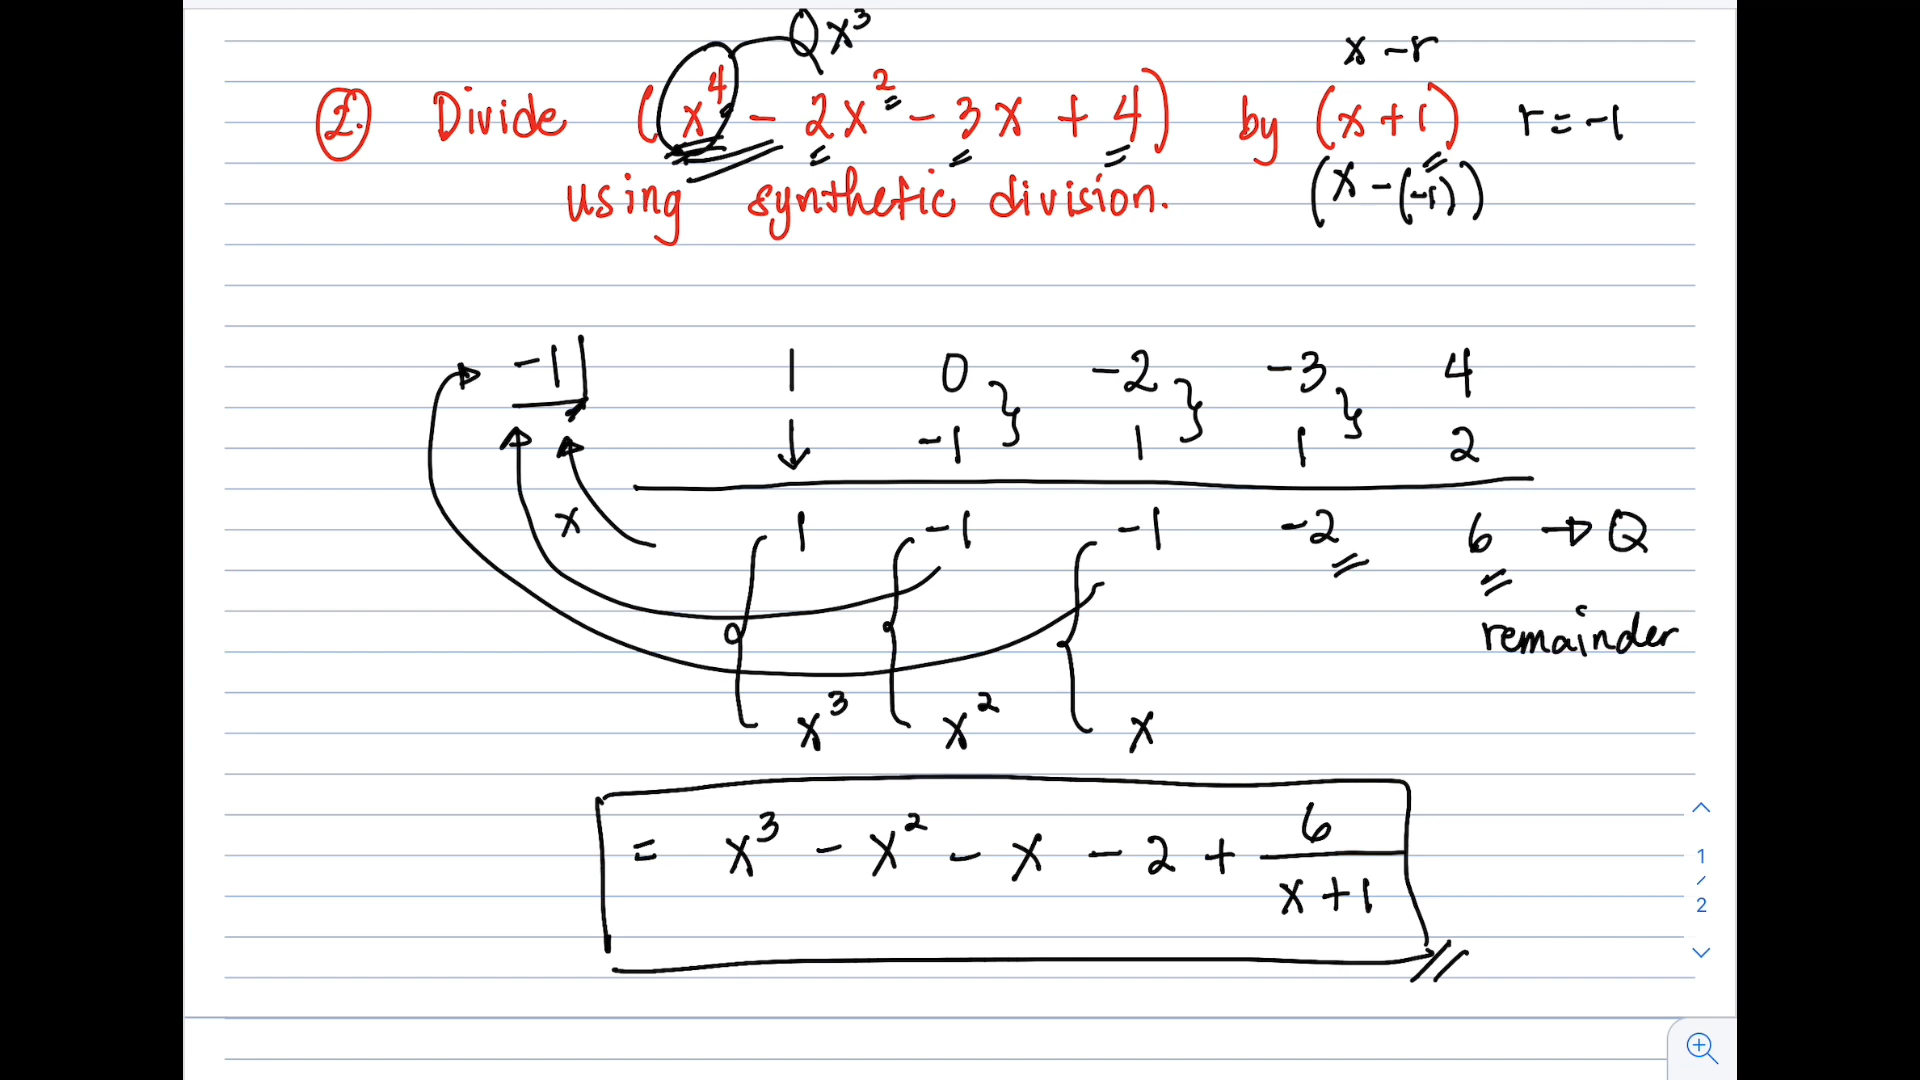 Qx³
x - r
2. Divide (x⁴ - 2x² - 3x + 4) by (x+1) r = -1
using synthetic division. (x - (-1))
-1 1 0 -2 -3 4
-1 1 1 2
x 1 -1 -1 -2 6 → Q
remainder
x³ x² x
= x³ - x² - x - 2 + 6/(x+1)
1
/
2